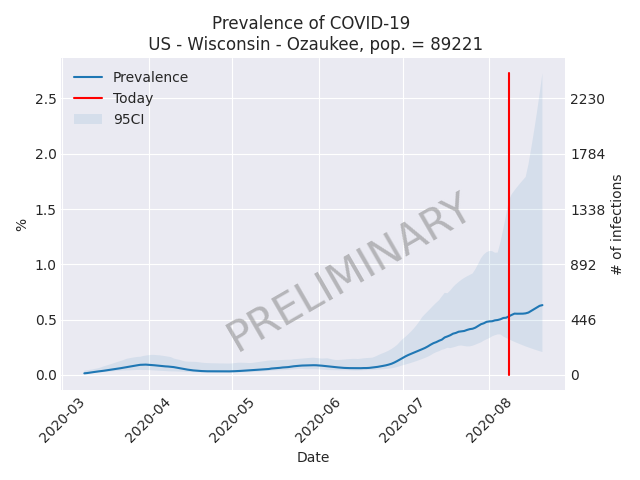 Prevalence of COVID-19
US - Wisconsin - Ozaukee, pop. = 89221
Prevalence
Today
95CI
2.5
2.0
1.5
1.0
0.5
0.0
%
2230
1784
1338
892
446
0
# of infections
PRELIMINARY
2020-03
2020-04
2020-05
2020-06
2020-07
2020-08
Date